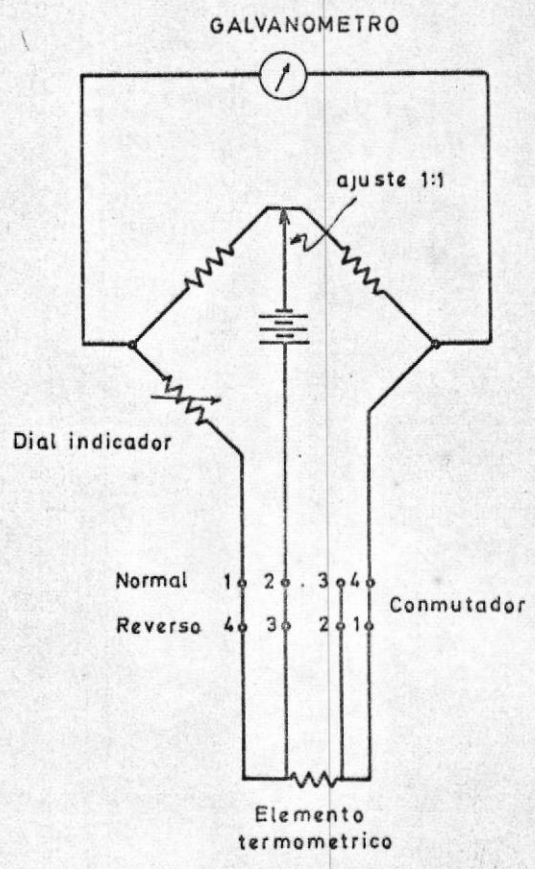 GALVANOMETRO
ajuste 1:1
Dial indicador
Normal 1 2 . 3 4
Conmutador
Reverso 4 3 2 1
Elemento
termometrico